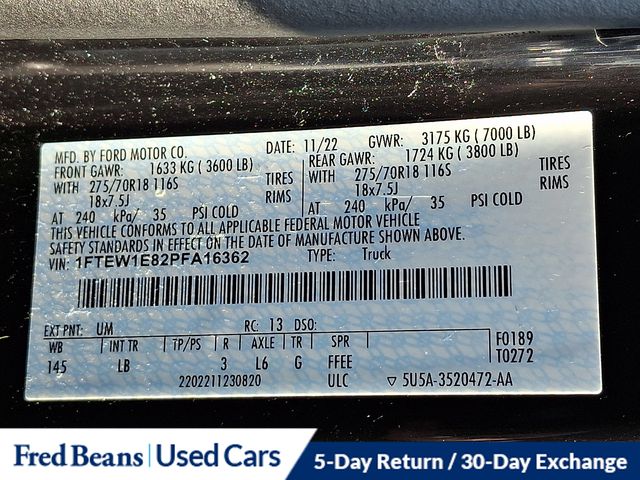 MFD. BY FORD MOTOR CO.
DATE: 11/22 GVWR: 3175 KG ( 7000 LB)
FRONT GAWR: 1633 KG ( 3600 LB)
REAR GAWR: 1724 KG ( 3800 LB)
WITH 275/70R18 116S TIRES
WITH 275/70R18 116S TIRES
18x7.5J RIMS
18x7.5J RIMS
AT 240 kPa/ 35 PSI COLD
AT 240 kPa/ 35 PSI COLD
THIS VEHICLE CONFORMS TO ALL APPLICABLE FEDERAL MOTOR VEHICLE
SAFETY STANDARDS IN EFFECT ON THE DATE OF MANUFACTURE SHOWN ABOVE.
VIN: 1FTEW1E82PFA16362 TYPE: Truck
EXT PNT: UM RC: 13 DSO:
WB INT TR TP/PS R AXLE TR SPR
145 LB 3 L6 G FFEE
F0189
T0272
2202211230820 ULC ▽ 5U5A-3520472-AA
Fred Beans Used Cars
5-Day Return / 30-Day Exchange